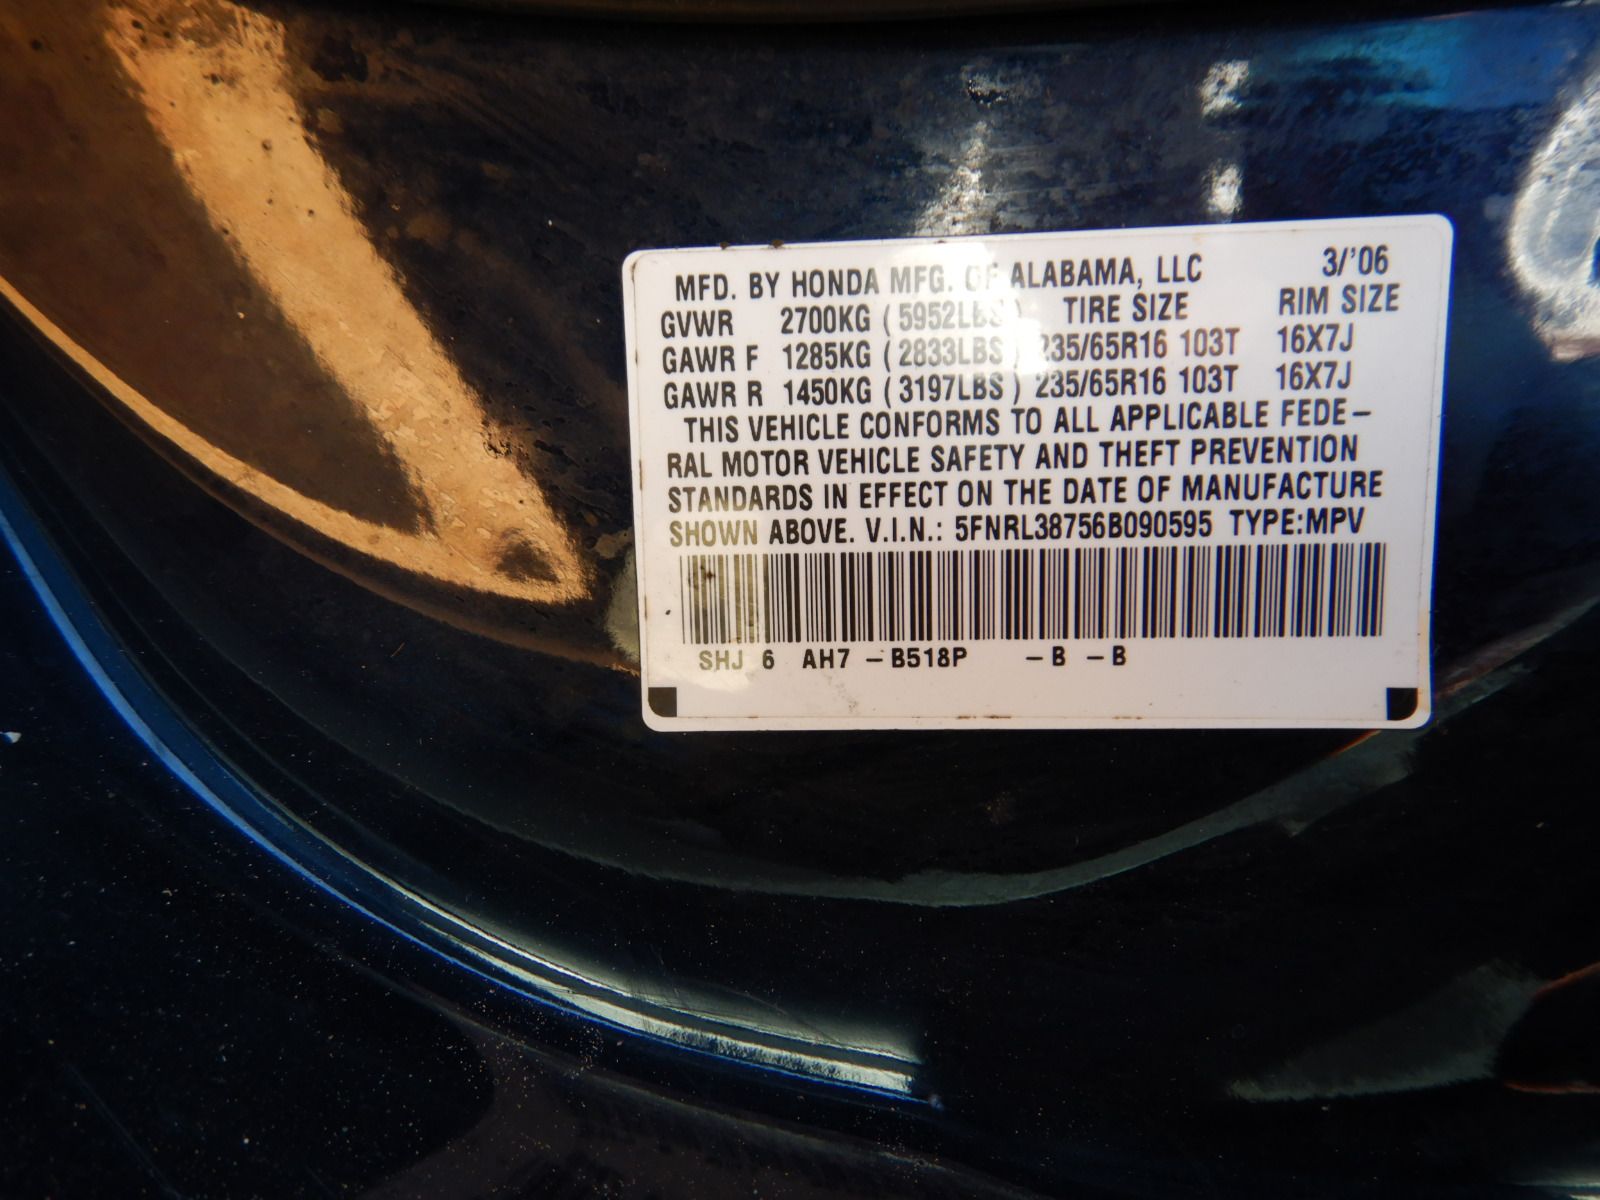 MFD. BY HONDA MFG. OF ALABAMA, LLC 3/'06
GVWR 2700KG (5952LBS) TIRE SIZE RIM SIZE
GAWR F 1285KG (2833LBS) 235/65R16 103T 16X7J
GAWR R 1450KG (3197LBS) 235/65R16 103T 16X7J
THIS VEHICLE CONFORMS TO ALL APPLICABLE FEDE-
RAL MOTOR VEHICLE SAFETY AND THEFT PREVENTION
STANDARDS IN EFFECT ON THE DATE OF MANUFACTURE
SHOWN ABOVE. V.I.N.: 5FNRL38756B090595 TYPE:MPV
SHJ 6 AH7 -B518P -B -B